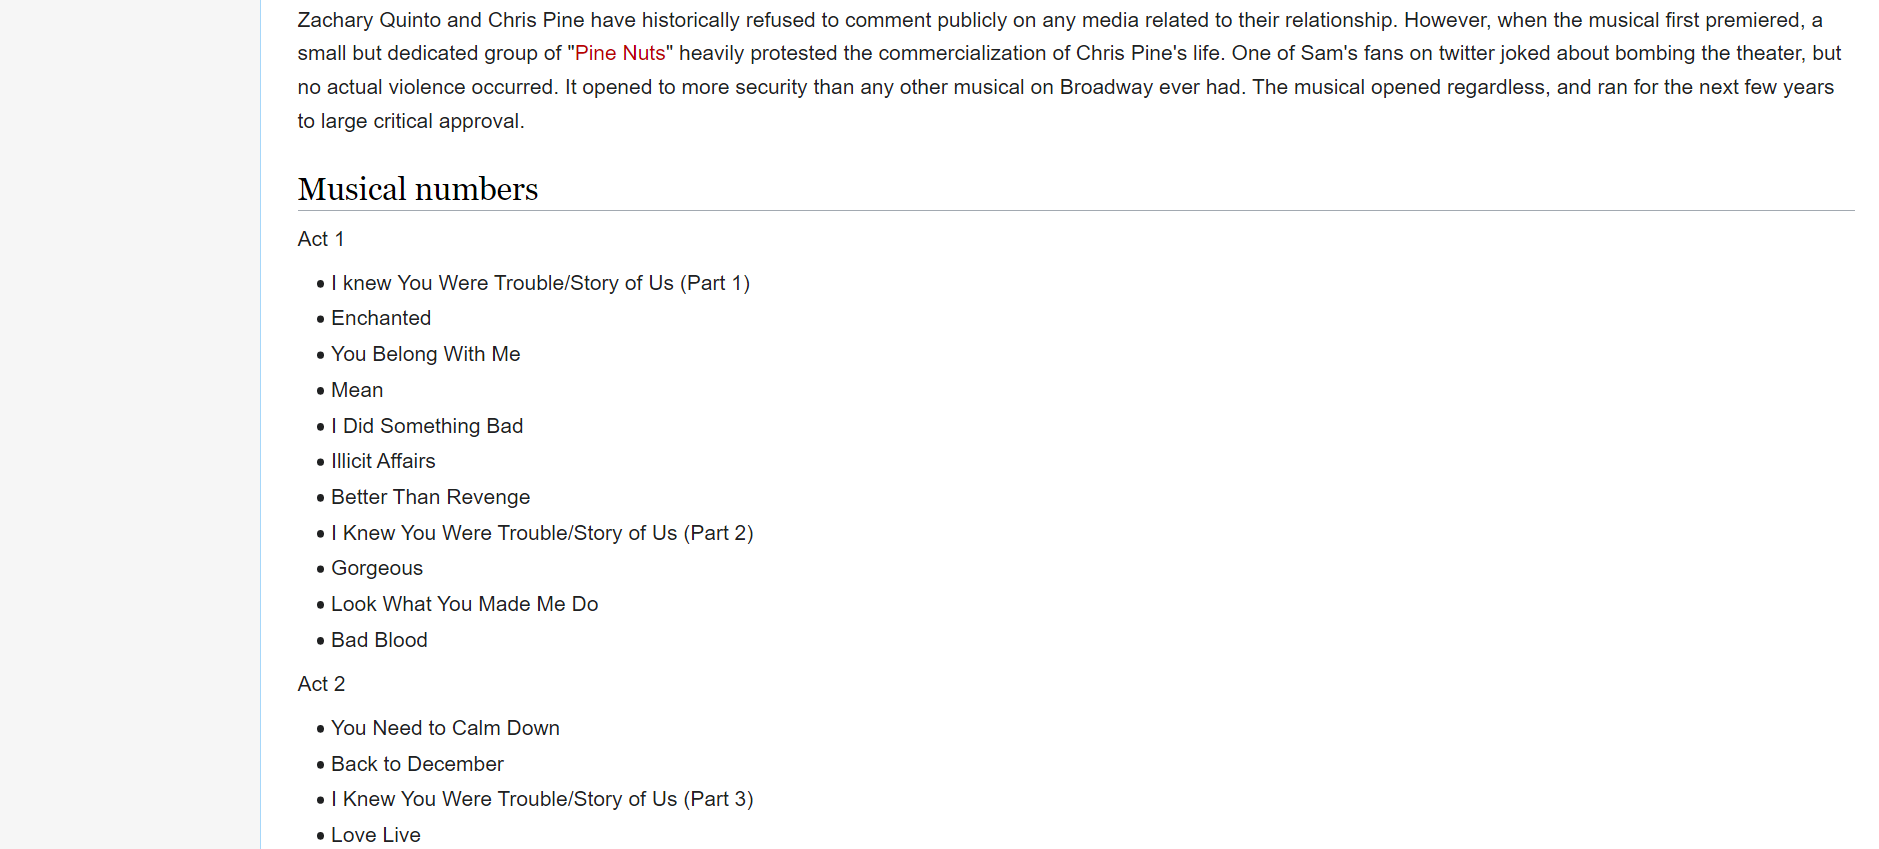 Zachary Quinto and Chris Pine have historically refused to comment publicly on any media related to their relationship. However, when the musical first premiered, a
small but dedicated group of "Pine Nuts" heavily protested the commercialization of Chris Pine's life. One of Sam's fans on twitter joked about bombing the theater, but
no actual violence occurred. It opened to more security than any other musical on Broadway ever had. The musical opened regardless, and ran for the next few years
to large critical approval.
Musical numbers
Act 1
• I knew You Were Trouble/Story of Us (Part 1)
• Enchanted
• You Belong With Me
• Mean
• I Did Something Bad
• Illicit Affairs
• Better Than Revenge
• I Knew You Were Trouble/Story of Us (Part 2)
• Gorgeous
• Look What You Made Me Do
• Bad Blood
Act 2
• You Need to Calm Down
• Back to December
• I Knew You Were Trouble/Story of Us (Part 3)
• Love Live